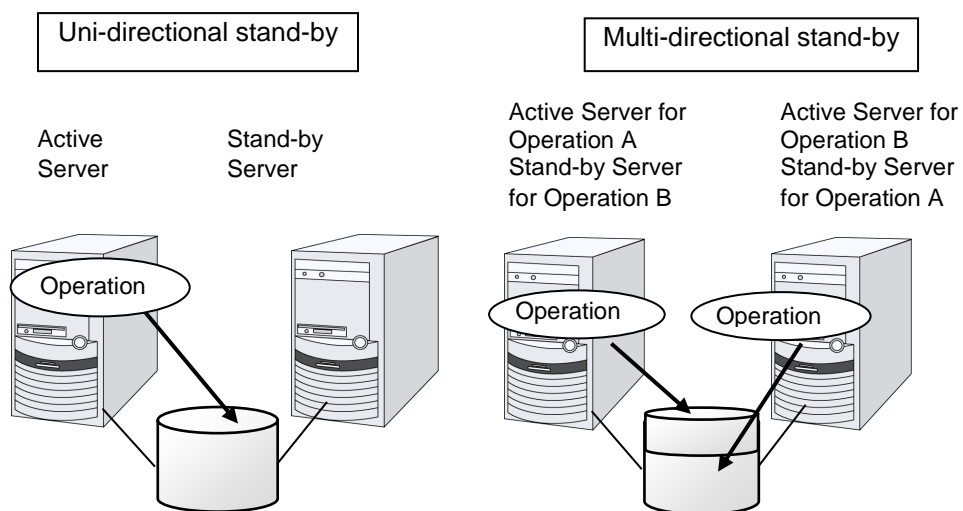 Uni-directional stand-by
Multi-directional stand-by
Active
Server
Stand-by
Server
Active Server for
Operation A
Stand-by Server
for Operation B
Active Server for
Operation B
Stand-by Server
for Operation A
Operation
Operation
Operation